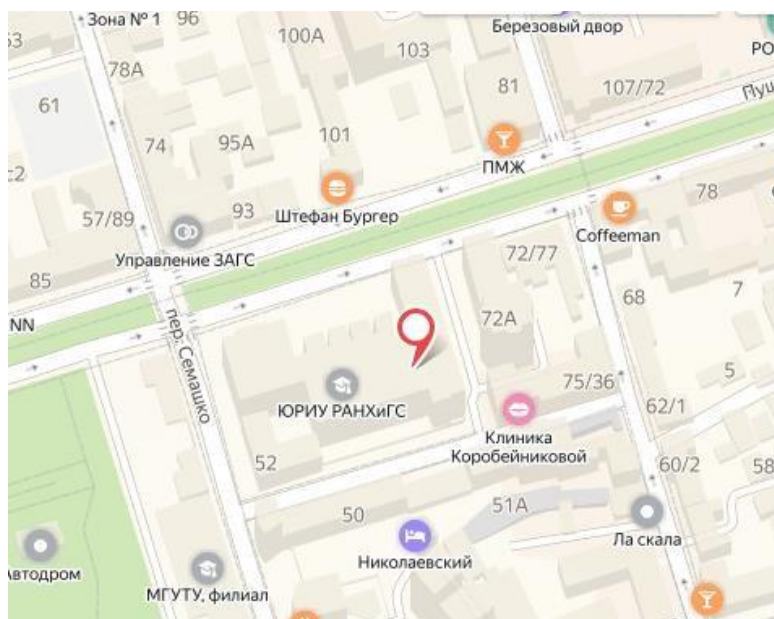 Зона № 1
96
Березовый двор
53
100А
103
РО
78А
81
107/72
Пуш
61
74
95А
101
ПМЖ
с2
Штефан Бургер
78
57/89
93
Coffeeman
Управление ЗАГС
72/77
85
68
7
NN
72А
пер. Семашко
75/36
5
ЮРИУ РАНХиГС
62/1
Клиника
Коробейниковой
52
60/2
58
51А
50
Ла скала
Николаевский
Автодром
МГУТУ, филиал